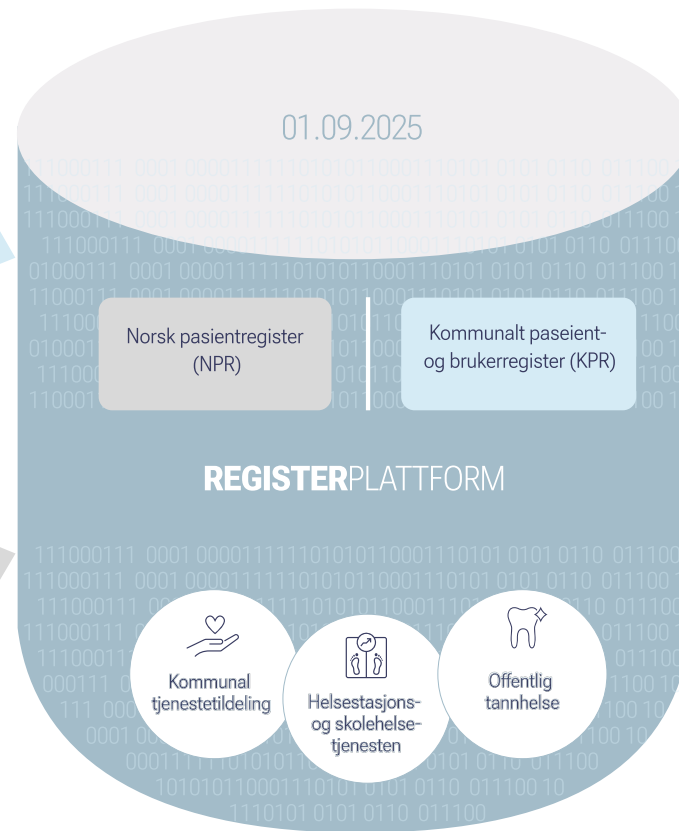 01.09.2025
Norsk pasientregister
(NPR)
Kommunalt paseient-
og brukerregister (KPR)
REGISTERPLATTFORM
Kommunal
tjenestetildeling
Helsestasjons-
og skolehelse-
tjenesten
Offentlig
tannhelse